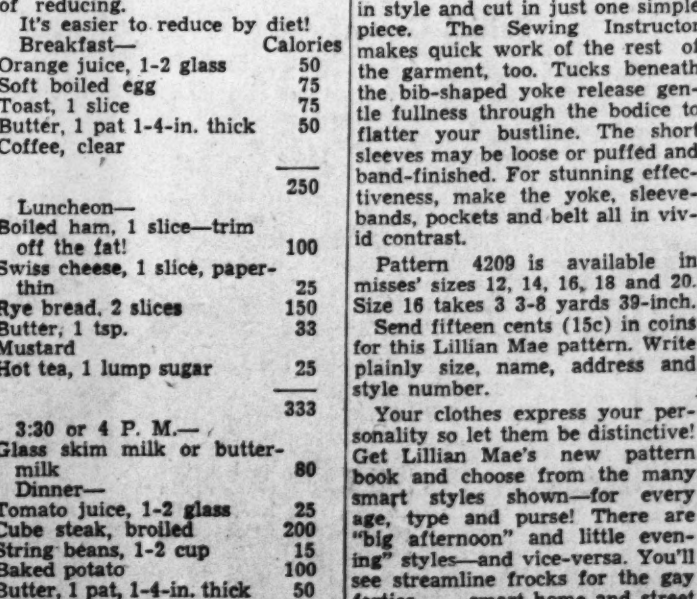 of reducing.
It's easier to reduce by diet!
Breakfast— Calories
Orange juice, 1-2 glass 50
Soft boiled egg 75
Toast, 1 slice 75
Butter, 1 pat 1-4-in. thick 50
Coffee, clear
250
Luncheon—
Boiled ham, 1 slice—trim
off the fat! 100
Swiss cheese, 1 slice, paper-
thin 25
Rye bread, 2 slices 150
Butter, 1 tsp. 33
Mustard
Hot tea, 1 lump sugar 25
333
3:30 or 4 P. M.—
Glass skim milk or butter-
milk 80
Dinner—
Tomato juice, 1-2 glass 25
Cube steak, broiled 200
String beans, 1-2 cup 15
Baked potato 100
Butter, 1 pat, 1-4-in. thick 50
in style and cut in just one simple
piece. The Sewing Instructor
makes quick work of the rest of
the garment, too. Tucks beneath
the bib-shaped yoke release gen-
tle fullness through the bodice to
flatter your bustline. The short
sleeves may be loose or puffed and
band-finished. For stunning effec-
tiveness, make the yoke, sleeve-
bands, pockets and belt all in viv-
id contrast.
Pattern 4209 is available in
misses' sizes 12, 14, 16, 18 and 20.
Size 16 takes 3 3-8 yards 39-inch.
Send fifteen cents (15c) in coins
for this Lillian Mae pattern. Write
plainly size, name, address and
style number.
Your clothes express your per-
sonality so let them be distinctive!
Get Lillian Mae's new pattern
book and choose from the many
smart styles shown—for every
age, type and purse! There are
"big afternoon" and little even-
ing" styles—and vice-versa. You'll
see streamline frocks for the gay
smart home and street